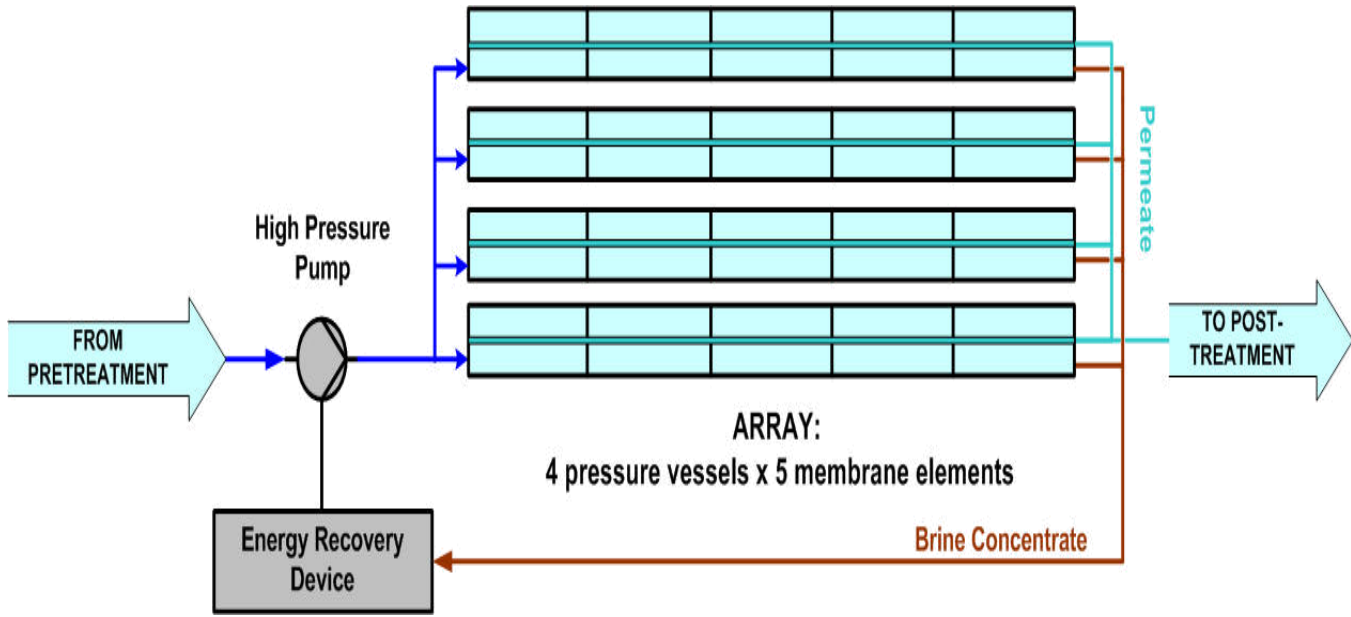 High Pressure
Pump
Permeate
FROM
PRETREATMENT
TO POST-
TREATMENT
ARRAY:
4 pressure vessels x 5 membrane elements
Energy Recovery
Device
Brine Concentrate